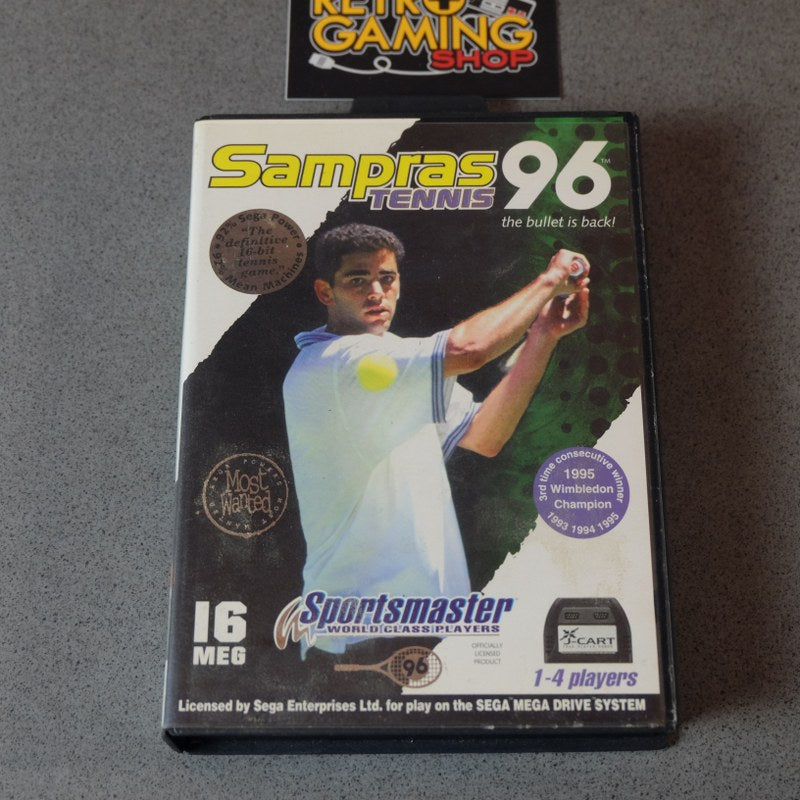 RETRO
GAMING
SHOP
Sampras 96™
TENNIS
the bullet is back!
92% Sega Power
"The
definitive
16-bit
tennis
game."
92% Mean Machines
Most
Wanted
3rd time consecutive winner
1995
Wimbledon
Champion
1993 1994 1995
16
MEG
Sportsmaster
WORLD CLASS PLAYERS
96
OFFICIALLY
LICENSED
PRODUCT
J-CART
1-4 players
Licensed by Sega Enterprises Ltd. for play on the SEGA MEGA DRIVE SYSTEM